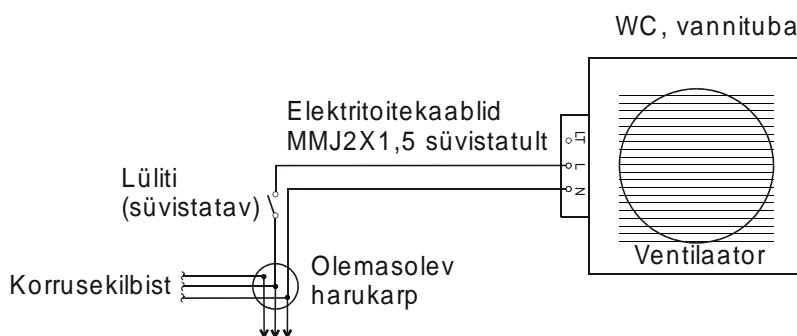 WC, vannituba
Elektritoitekaablid
MMJ2X1,5 süvistatult
LT
L
N
Lüliti
(süvistatav)
Ventilaator
Korrusekilbist
Olemasolev
harukarp